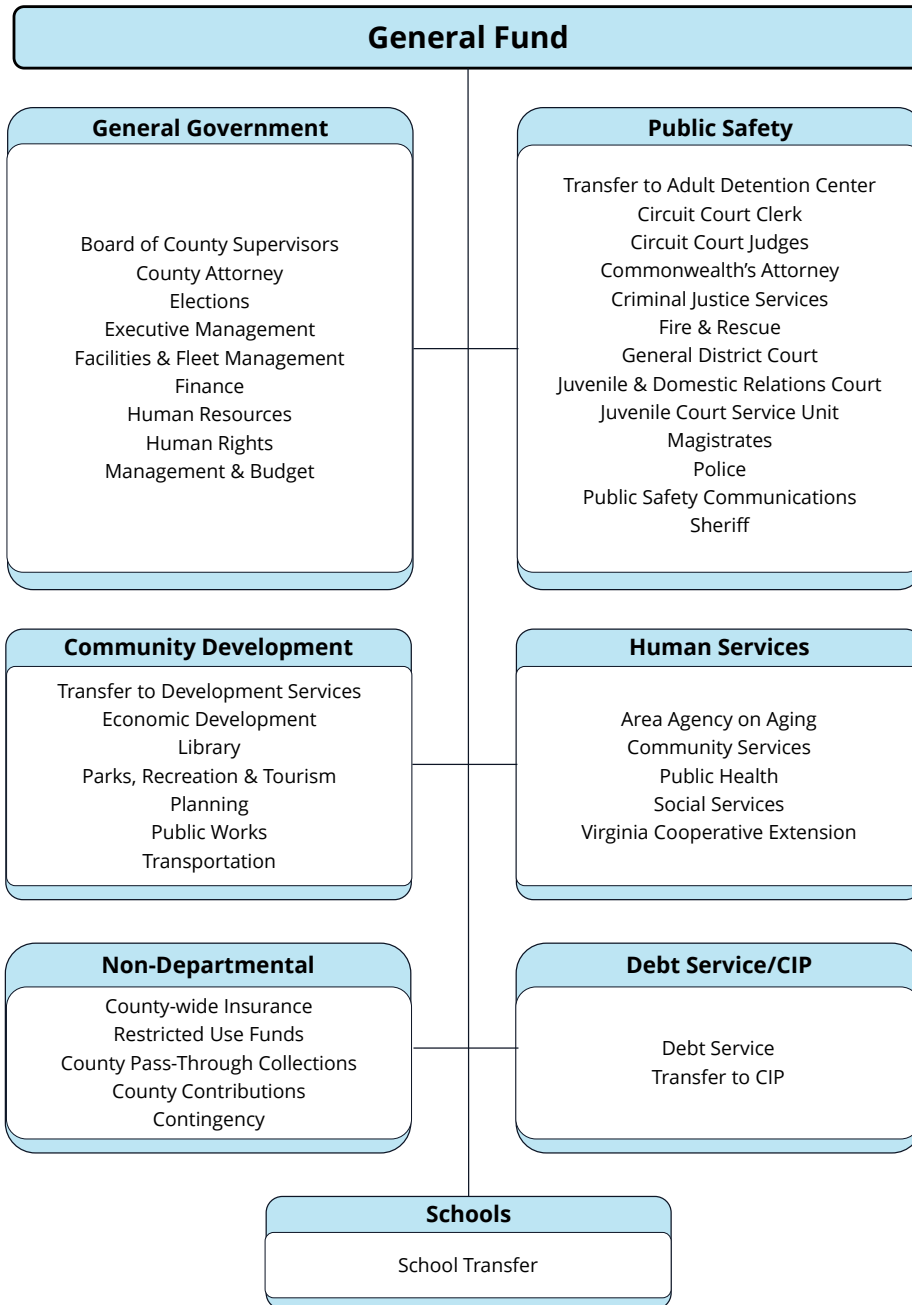 General Fund
General Government
Board of County Supervisors
County Attorney
Elections
Executive Management
Facilities & Fleet Management
Finance
Human Resources
Human Rights
Management & Budget
Public Safety
Transfer to Adult Detention Center
Circuit Court Clerk
Circuit Court Judges
Commonwealth’s Attorney
Criminal Justice Services
Fire & Rescue
General District Court
Juvenile & Domestic Relations Court
Juvenile Court Service Unit
Magistrates
Police
Public Safety Communications
Sheriff
Community Development
Transfer to Development Services
Economic Development
Library
Parks, Recreation & Tourism
Planning
Public Works
Transportation
Human Services
Area Agency on Aging
Community Services
Public Health
Social Services
Virginia Cooperative Extension
Non-Departmental
County-wide Insurance
Restricted Use Funds
County Pass-Through Collections
County Contributions
Contingency
Debt Service/CIP
Debt Service
Transfer to CIP
Schools
School Transfer